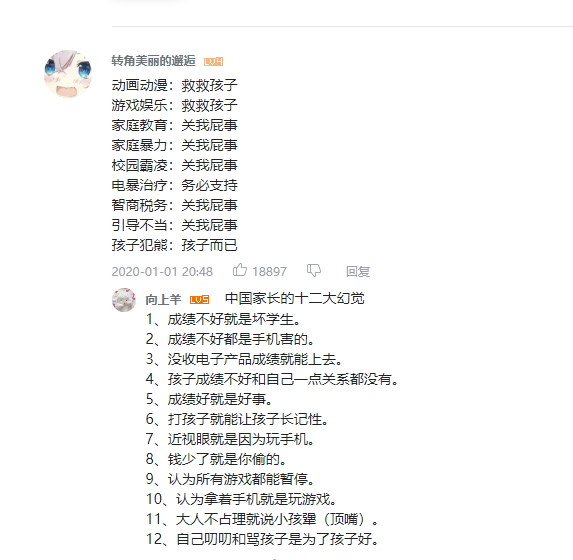 转角美丽的邂逅 LV4
动画动漫：救救孩子
游戏娱乐：救救孩子
家庭教育：关我屁事
家庭暴力：关我屁事
校园霸凌：关我屁事
电暴治疗：务必支持
智商税务：关我屁事
引导不当：关我屁事
孩子犯熊：孩子而已
2020-01-01 20:48 18897 回复
向上羊 LV5 中国家长的十二大幻觉
1、成绩不好就是坏学生。
2、成绩不好都是手机害的。
3、没收电子产品成绩就能上去。
4、孩子成绩不好和自己一点关系都没有。
5、成绩好就是好事。
6、打孩子就能让孩子长记性。
7、近视眼就是因为玩手机。
8、钱少了就是你偷的。
9、认为所有游戏都能暂停。
10、认为拿着手机就是玩游戏。
11、大人不占理就说小孩犟（顶嘴）。
12、自己叨叨和骂孩子是为了孩子好。